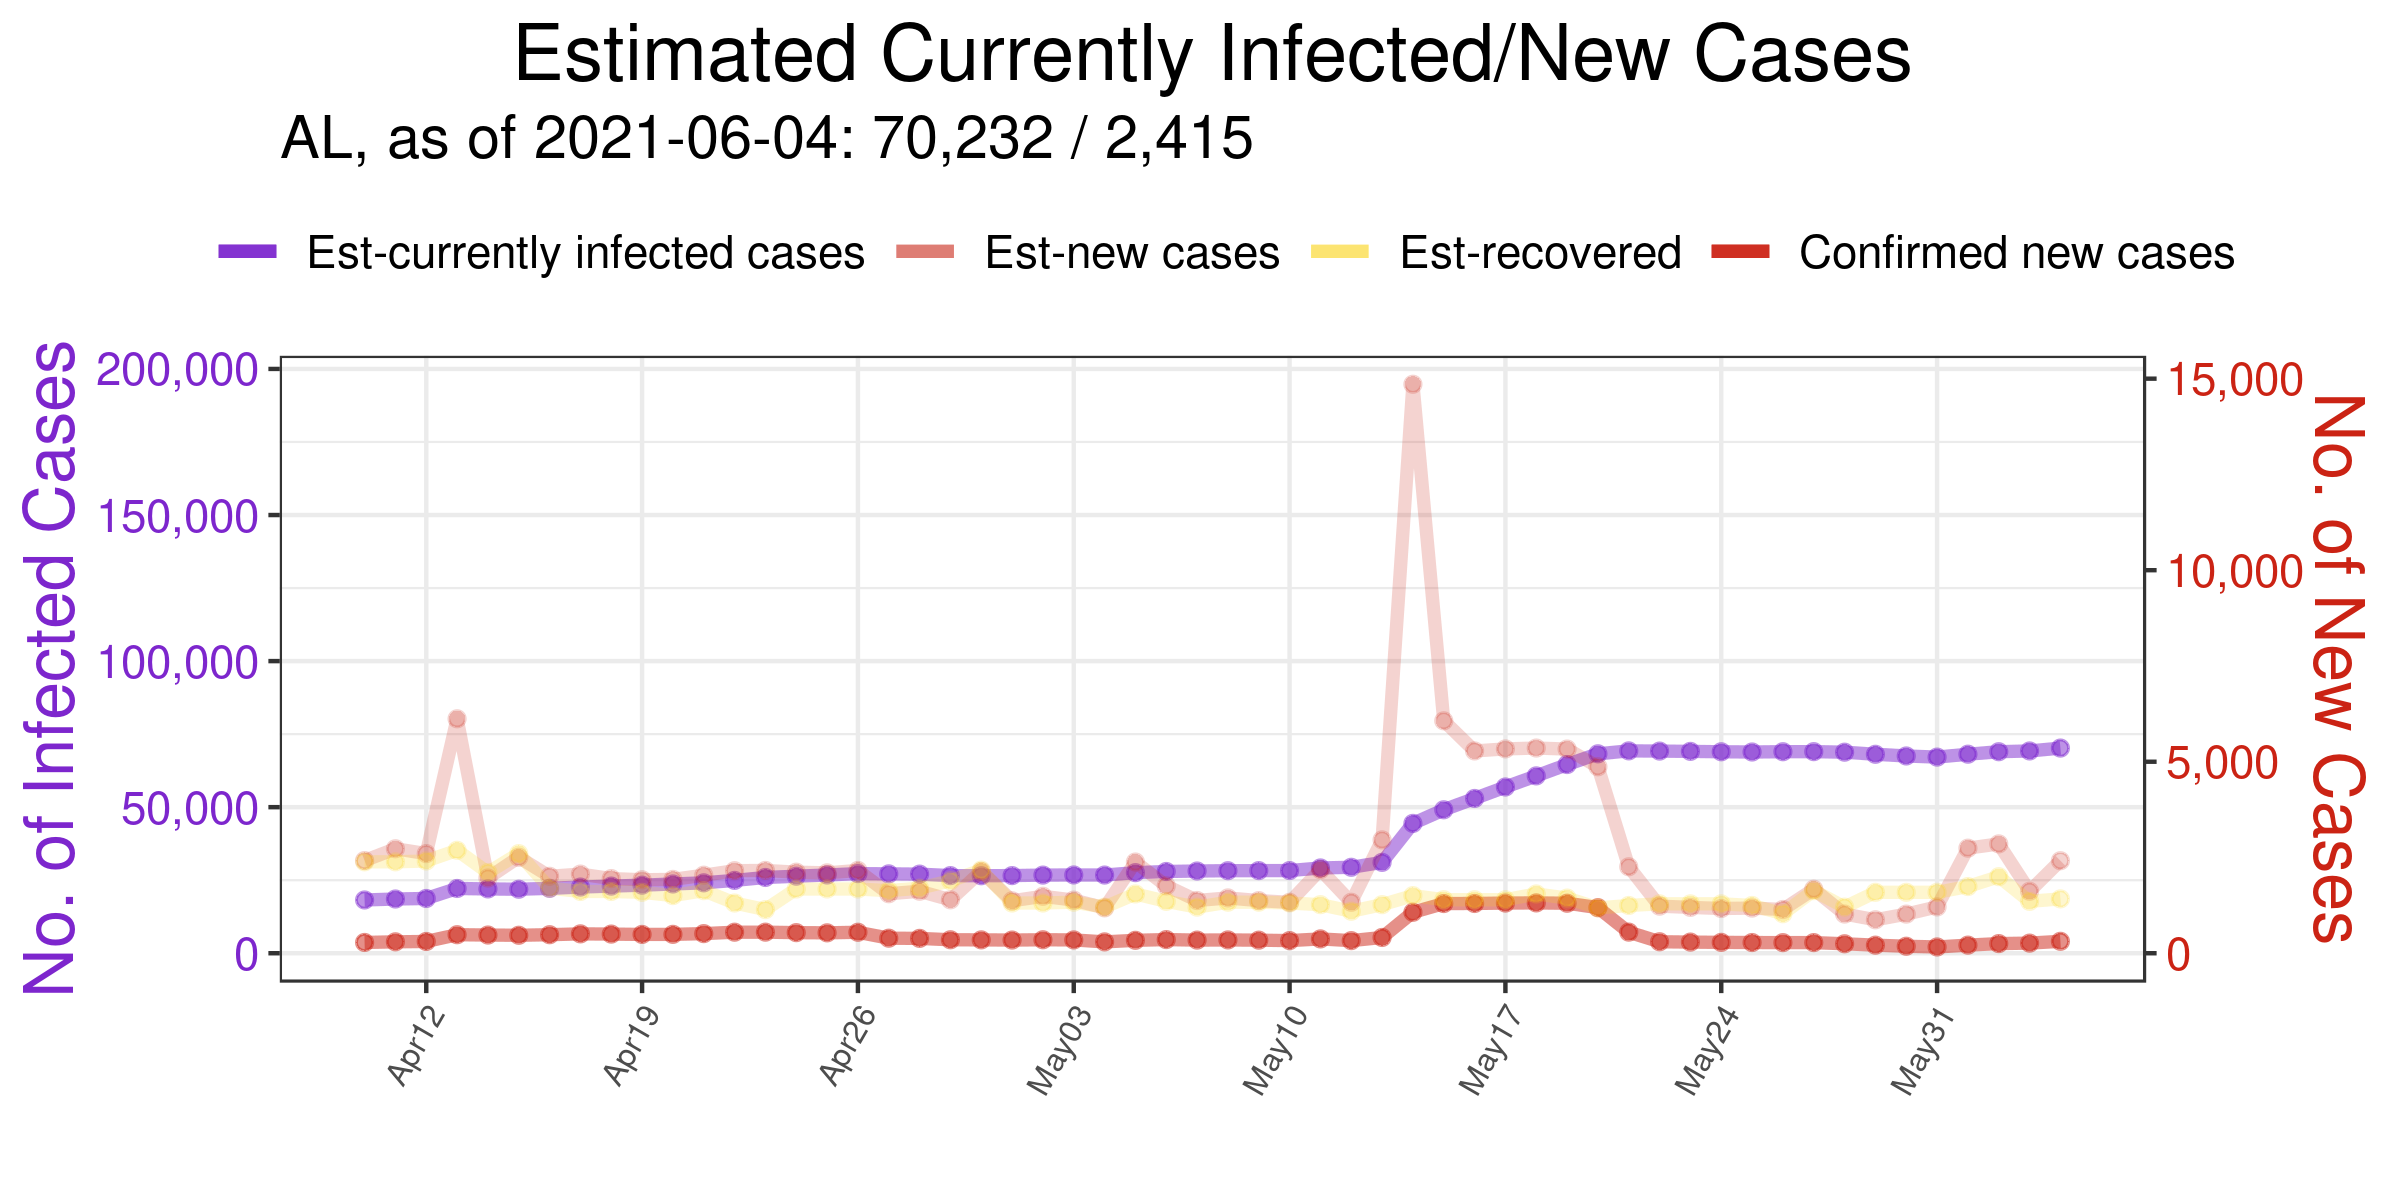 Estimated Currently Infected/New Cases
AL, as of 2021-06-04: 70,232 / 2,415
Est-currently infected cases Est-new cases Est-recovered Confirmed new cases
No. of Infected Cases
200,000
150,000
100,000
50,000
0
15,000
10,000
5,000
0
No. of New Cases
Apr12 Apr19 Apr26 May03 May10 May17 May24 May31